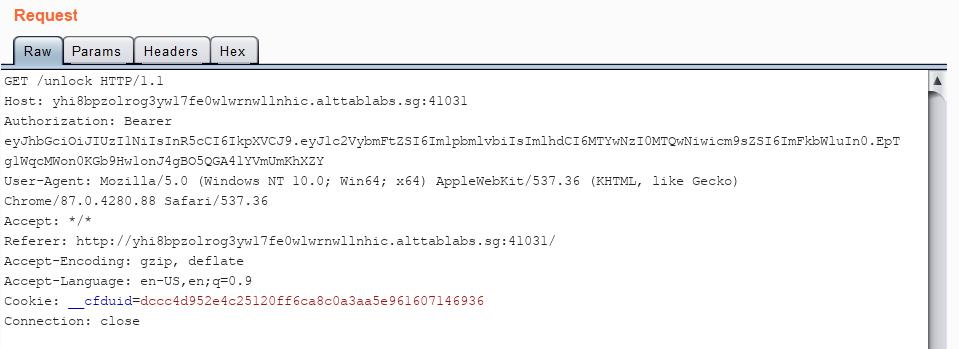 Request
Raw Params Headers Hex
GET /unlock HTTP/1.1
Host: yhi8bpzolrog3yw17fe0wlwrnwllnhic.alttablabs.sg:41031
Authorization: Bearer
eyJhbGciOiJIUzI1NiIsInR5cCI6IkpXVCJ9.eyJ1c2VybmFtZSI6Im1pbmlvbiIsImlhdCI6MTYwNzI0MTQwNiwicm9sZSI6ImFkbWluIn0.EpT
glWqcMWon0KGb9Hw1onJ4gBO5QGA41YVmUmKhXZY
User-Agent: Mozilla/5.0 (Windows NT 10.0; Win64; x64) AppleWebKit/537.36 (KHTML, like Gecko)
Chrome/87.0.4280.88 Safari/537.36
Accept: */*
Referer: http://yhi8bpzolrog3yw17fe0wlwrnwllnhic.alttablabs.sg:41031/
Accept-Encoding: gzip, deflate
Accept-Language: en-US,en;q=0.9
Cookie: __cfduid=dccc4d952e4c25120ff6ca8c0a3aa5e961607146936
Connection: close